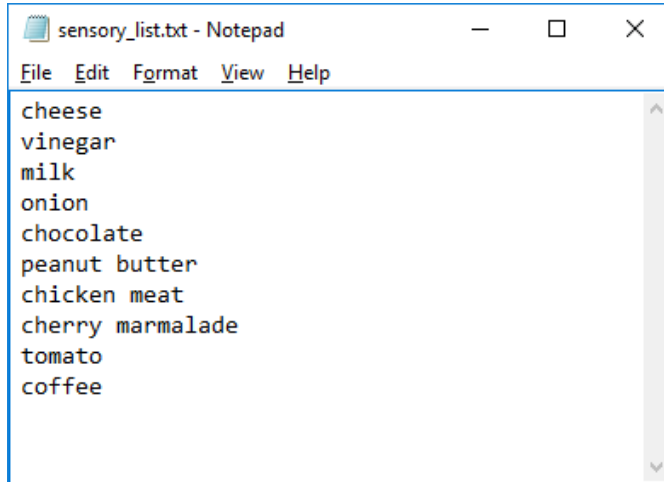 sensory_list.txt - Notepad
File Edit Format View Help
cheese
vinegar
milk
onion
chocolate
peanut butter
chicken meat
cherry marmalade
tomato
coffee